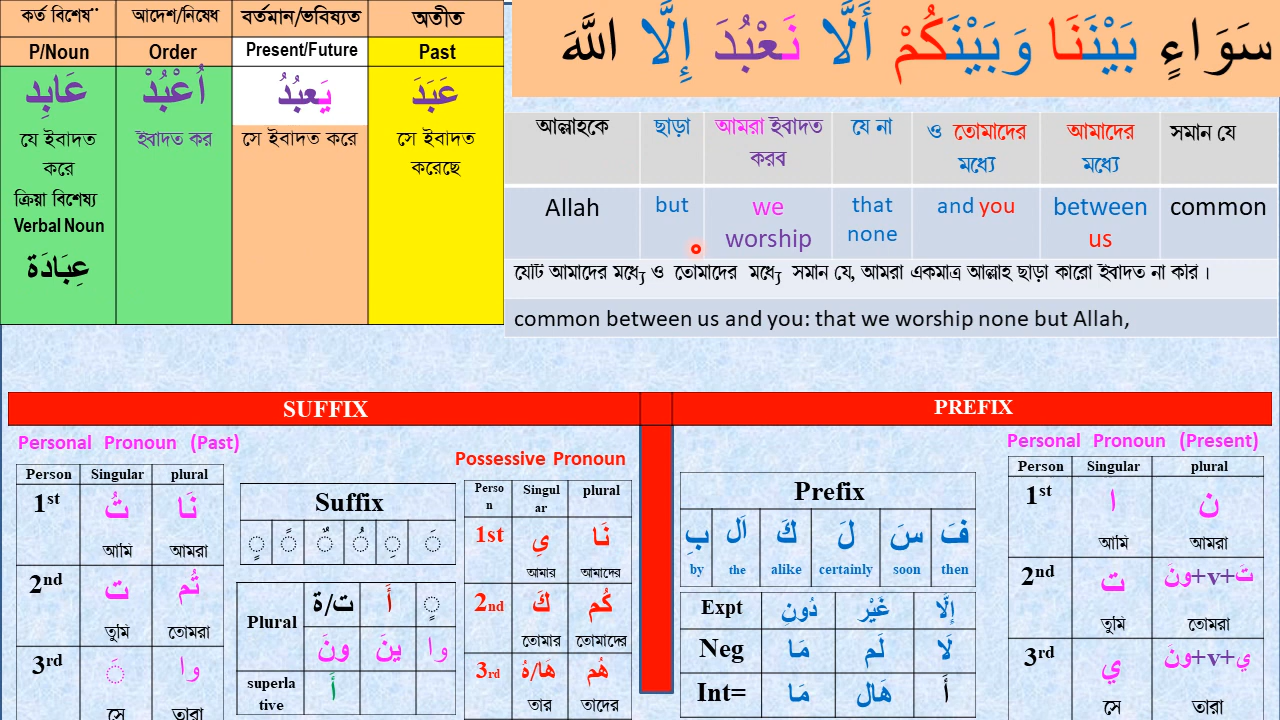 কর্ত বিশেষ¨ আদেশ/নিষেধ বর্তমান/ভবিষ্যত অতীত
P/Noun Order Present/Future Past
عَابِد اُعْبُدْ يَعبُدُ عَبَدَ
যে ইবাদত করে ইবাদত কর সে ইবাদত করে সে ইবাদত করেছে
ক্রিয়া বিশেষ্য
Verbal Noun
عِبَادَة
سَوَاءٍ بَيْنَنَا وَبَيْنَكُمْ أَلَّا نَعْبُدَ إِلَّا اللَّهَ
আল্লাহকে ছাড়া আমরা ইবাদত করব যে না ও তোমাদের মধ্যে আমাদের মধ্যে সমান যে
Allah but we worship that none and you between us common
যেটি আমাদের মধ্যে ও তোমাদের মধ্যে সমান যে, আমরা একমাত্র আল্লাহ ছাড়া কারো ইবাদত না করি ।
common between us and you: that we worship none but Allah,
SUFFIX PREFIX
Personal Pronoun (Past)
Person Singular plural
1st تُ نَا
আমি আমরা
2nd ت تُم
তুমি তোমরা
3rd َ وا
সে তারা
Suffix
ٍ ً ٌ ُ ِ َ
Plural ت/ة أَ ٍ
ونَ ينَ وا
superla tive أَ
Possessive Pronoun
Perso n Singul ar plural
1st يِ نَا
আমার আমাদের
2nd كَ كُم
তোমার তোমাদের
3rd هَا/هُ هُم
তার তাদের
Prefix
بِ اَل كَ لَ سَ فَ
by the alike certainly soon then
Expt دُونِ غَيْر إِلَّا
Neg مَا لَم لَا
Int= مَا هَال أَ
Personal Pronoun (Present)
Person Singular plural
1st ا ن
আমি আমরা
2nd ت ت+v+ونَ
তুমি তোমরা
3rd ي ي+v+ونَ
সে তারা